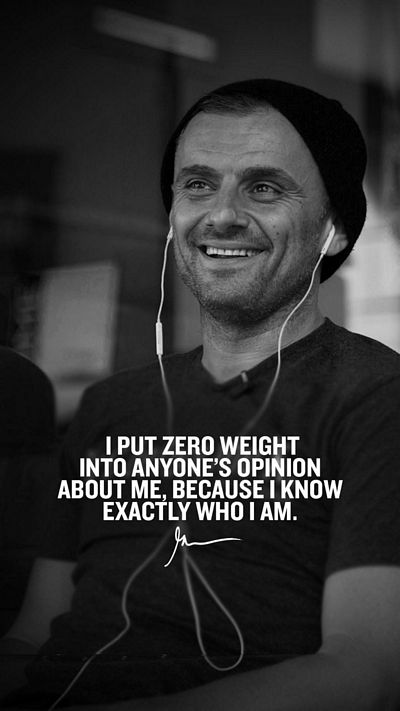 I PUT ZERO WEIGHT
INTO ANYONE'S OPINION
ABOUT ME, BECAUSE I KNOW
EXACTLY WHO I AM.